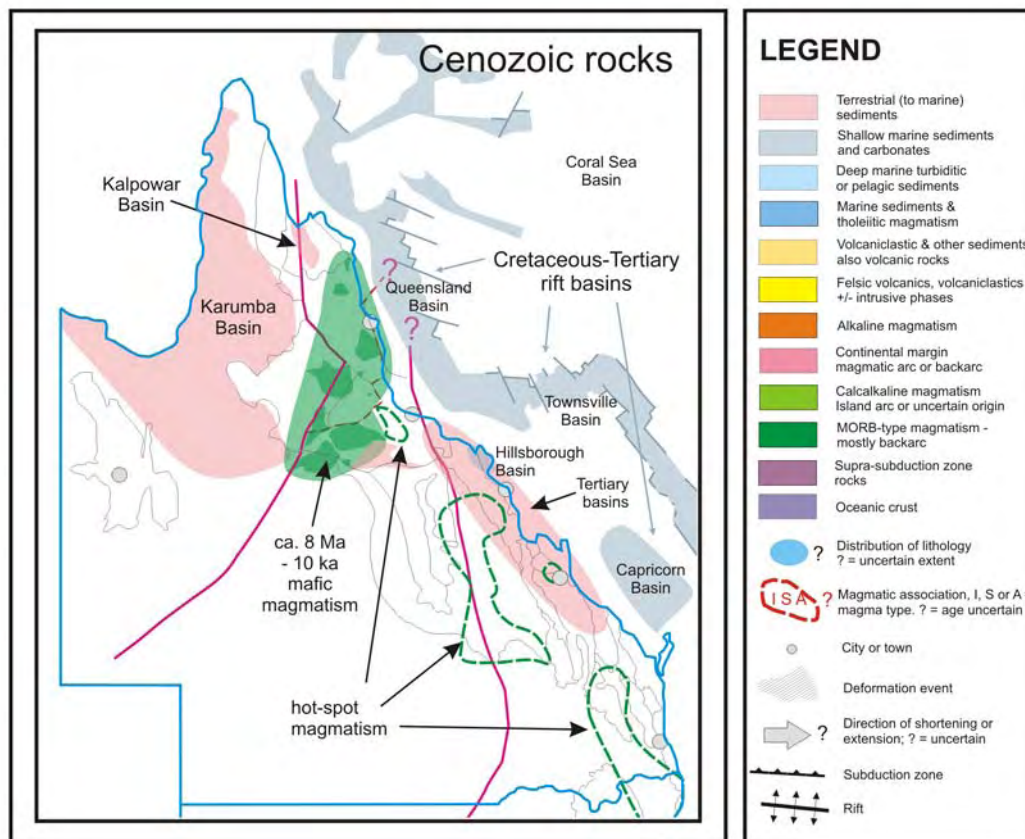 Cenozoic rocks
Coral Sea
Basin
Kalpowar
Basin
Cretaceous-Tertiary
rift basins
?
Queensland
Basin
?
Karumba
Basin
Townsville
Basin
Hillsborough
Basin
Tertiary
basins
ca. 8 Ma
- 10 ka
mafic
magmatism
Capricorn
Basin
hot-spot
magmatism
LEGEND
Terrestrial (to marine)
sediments
Shallow marine sediments
and carbonates
Deep marine turbiditic
or pelagic sediments
Marine sediments &
tholeiitic magmatism
Volcaniclastic & other sediments
also volcanic rocks
Felsic volcanics, volcaniclastics
+/- intrusive phases
Alkaline magmatism
Continental margin
magmatic arc or backarc
Calcalkaline magmatism
Island arc or uncertain origin
MORB-type magmatism -
mostly backarc
Supra-subduction zone
rocks
Oceanic crust
? Distribution of lithology
? = uncertain extent
I S A ? Magmatic association, I, S or A
magma type. ? = age uncertain
City or town
Deformation event
? Direction of shortening or
extension; ? = uncertain
Subduction zone
Rift